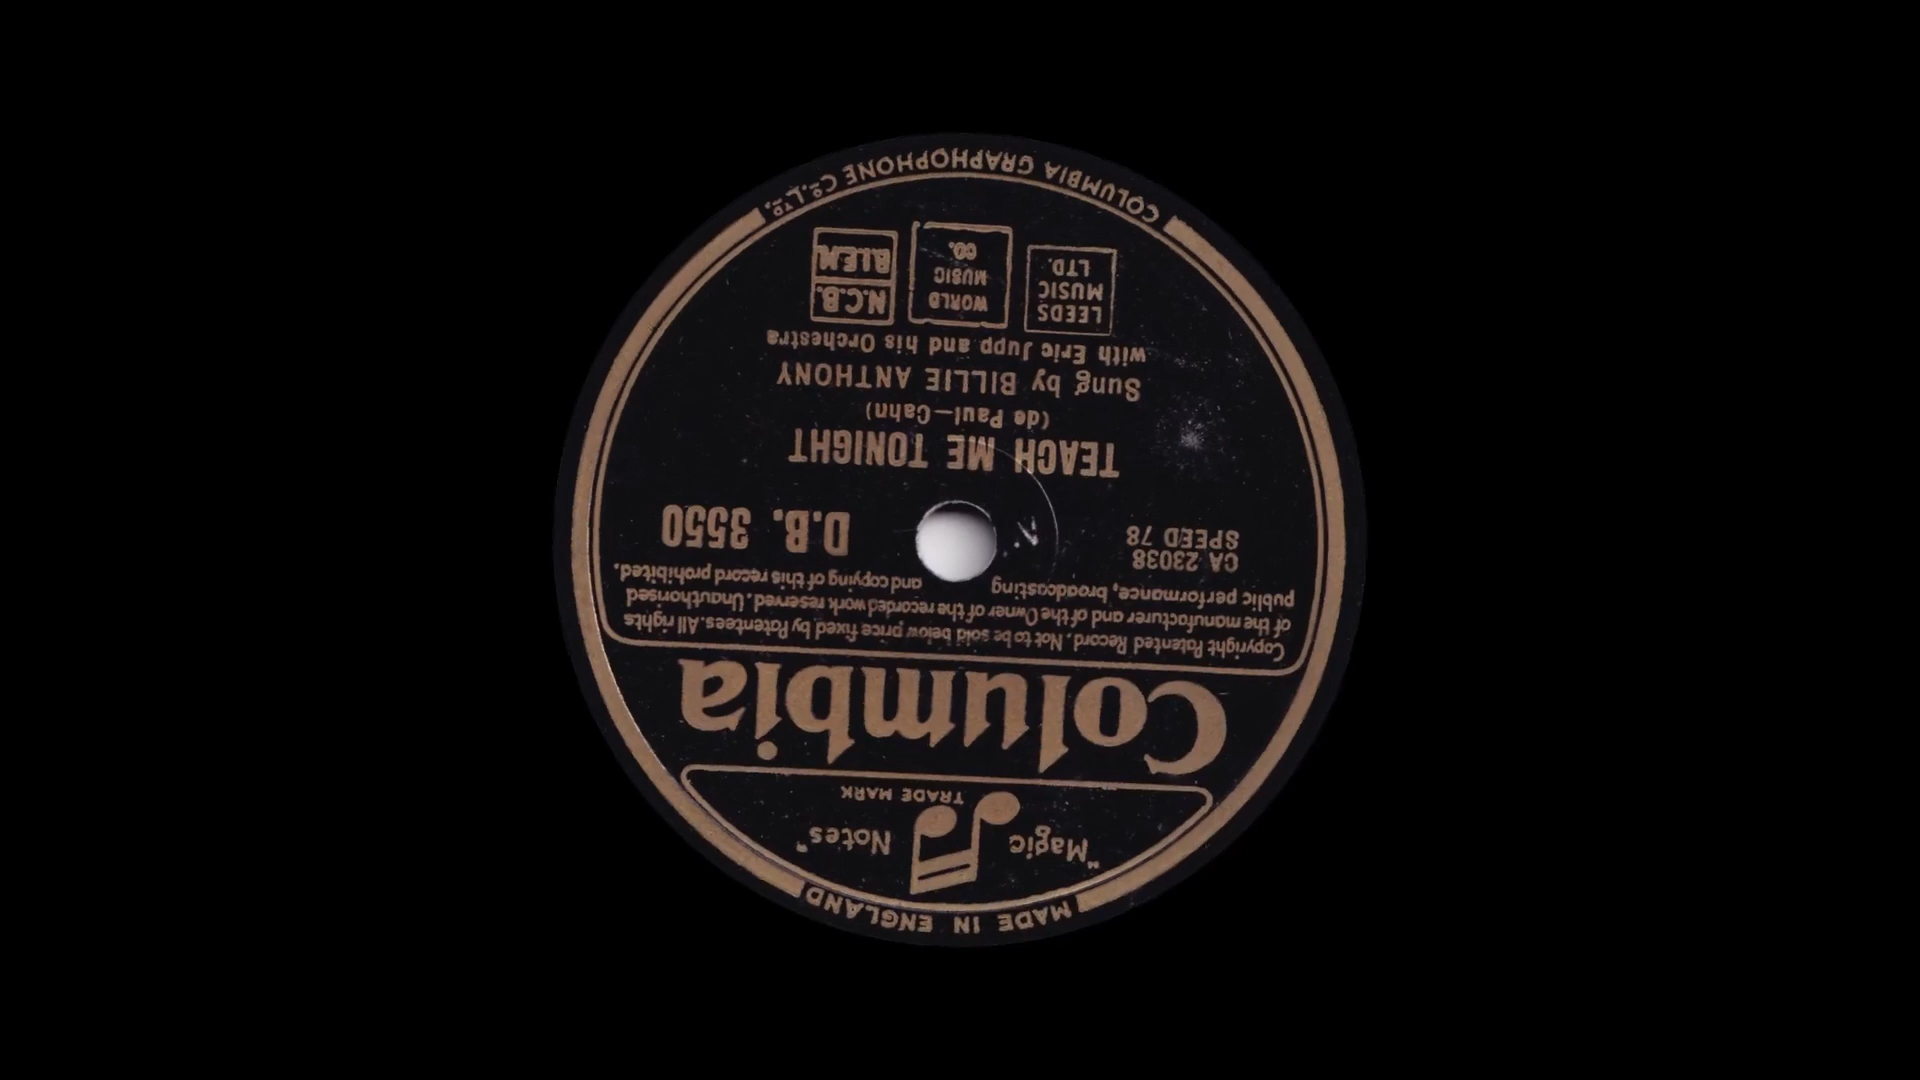 MADE IN ENGLAND
"Magic Notes"
TRADE MARK
Columbia
Copyright Patented Record. Not to be sold below price fixed by Patentees. All rights
of the manufacturer and of the Owner of the recorded work reserved. Unauthorised
public performance, broadcasting and copying of this record prohibited.
CA 23038
SPEED 78
D.B. 3550
TEACH ME TONIGHT
(de Paul—Cahn)
Sung by BILLIE ANTHONY
with Eric Jupp and his Orchestra
LEEDS
MUSIC
LTD.
WORLD
MUSIC
CO.
N.C.B.
B.I.E.M.
COLUMBIA GRAPHOPHONE CO. LTD.